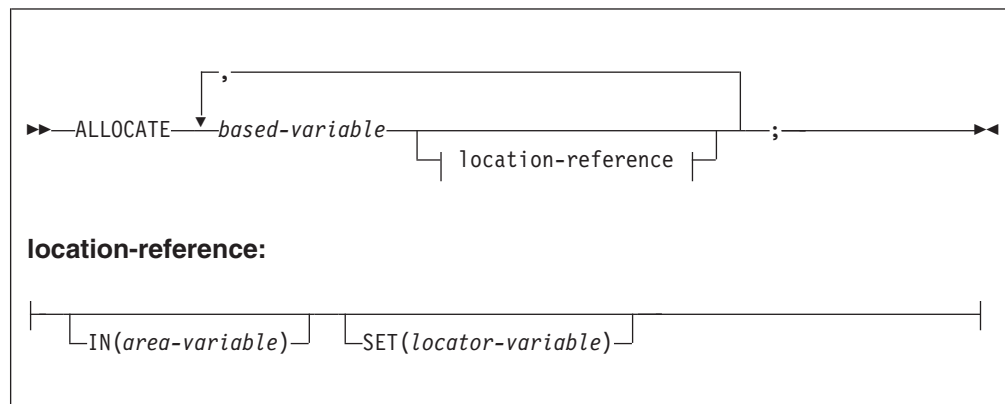 ,
ALLOCATE based-variable ;
location-reference
location-reference:
IN(area-variable) SET(locator-variable)